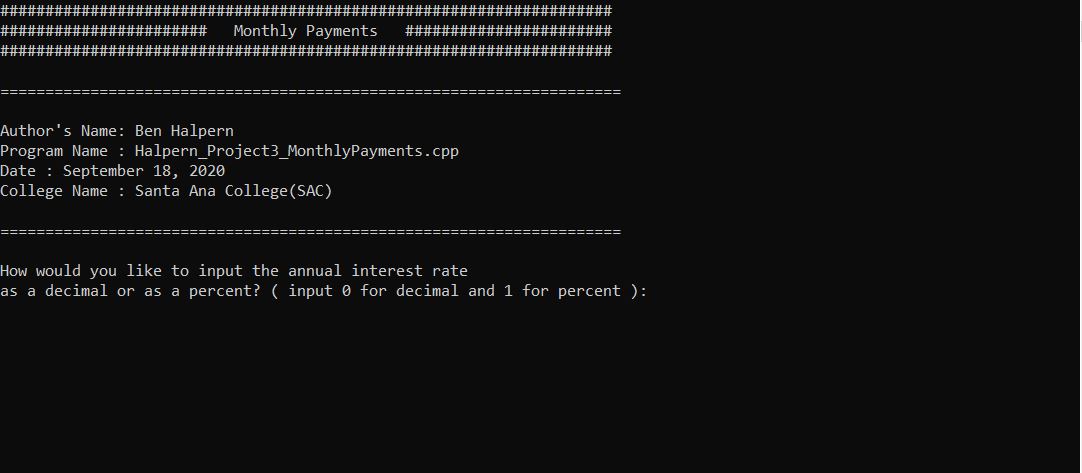 ####################################################################
#######################   Monthly Payments   #######################
####################################################################
=====================================================================
Author's Name: Ben Halpern
Program Name : Halpern_Project3_MonthlyPayments.cpp
Date : September 18, 2020
College Name : Santa Ana College(SAC)
=====================================================================
How would you like to input the annual interest rate
as a decimal or as a percent? ( input 0 for decimal and 1 for percent ):